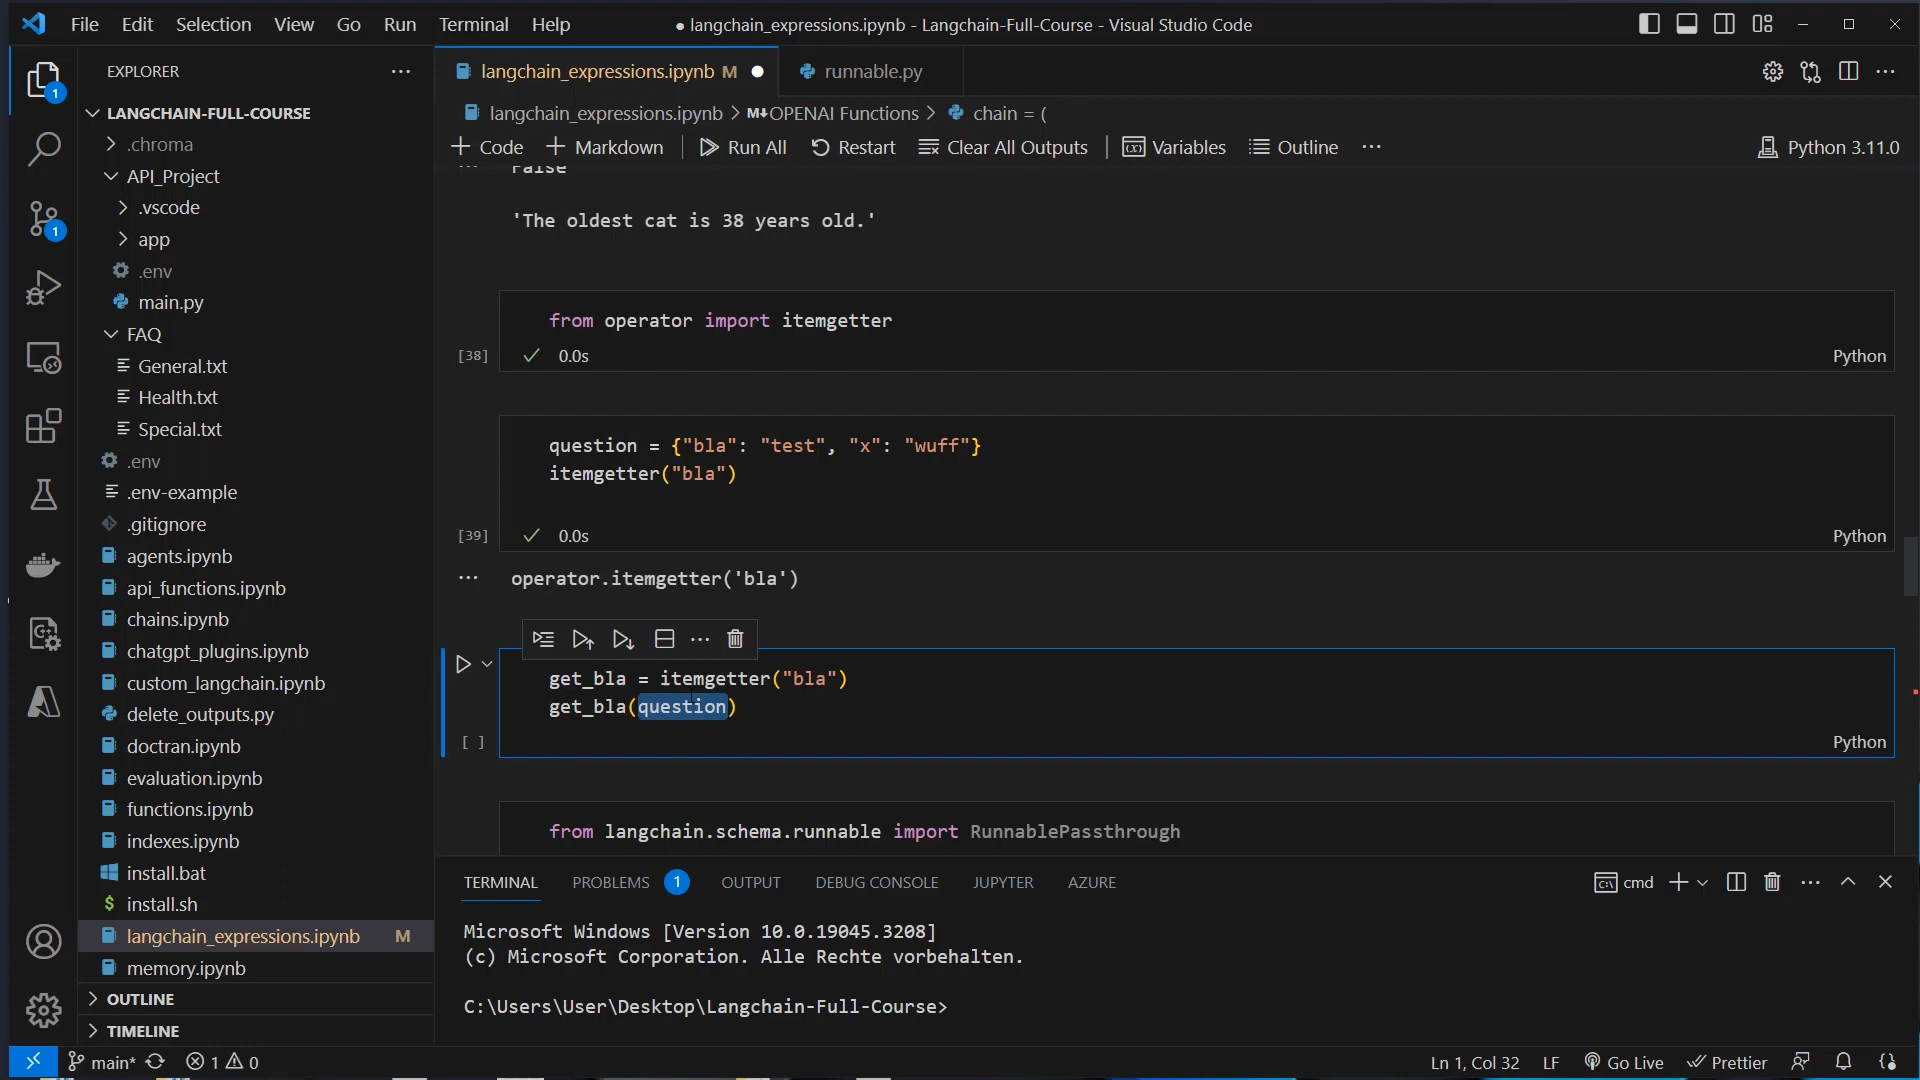 File Edit Selection View Go Run Terminal Help
● langchain_expressions.ipynb - Langchain-Full-Course - Visual Studio Code
EXPLORER
LANGCHAIN-FULL-COURSE
.chroma
API_Project
.vscode
app
.env
main.py
FAQ
General.txt
Health.txt
Special.txt
.env
.env-example
.gitignore
agents.ipynb
api_functions.ipynb
chains.ipynb
chatgpt_plugins.ipynb
custom_langchain.ipynb
delete_outputs.py
doctran.ipynb
evaluation.ipynb
functions.ipynb
indexes.ipynb
install.bat
install.sh
langchain_expressions.ipynb M
memory.ipynb
OUTLINE
TIMELINE
1
1
langchain_expressions.ipynb M
runnable.py
langchain_expressions.ipynb > M↓OPENAI Functions > chain = (
+ Code + Markdown Run All Restart Clear All Outputs Variables Outline ... Python 3.11.0
False
'The oldest cat is 38 years old.'
from operator import itemgetter
[38] ✓ 0.0s Python
question = {"bla": "test", "x": "wuff"}
itemgetter("bla")
[39] ✓ 0.0s Python
operator.itemgetter('bla')
get_bla = itemgetter("bla")
get_bla(question)
[ ] Python
from langchain.schema.runnable import RunnablePassthrough
TERMINAL PROBLEMS 1 OUTPUT DEBUG CONSOLE JUPYTER AZURE cmd
Microsoft Windows [Version 10.0.19045.3208]
(c) Microsoft Corporation. Alle Rechte vorbehalten.
C:\Users\User\Desktop\Langchain-Full-Course>
main* 1 0 Ln 1, Col 32 LF Go Live Prettier